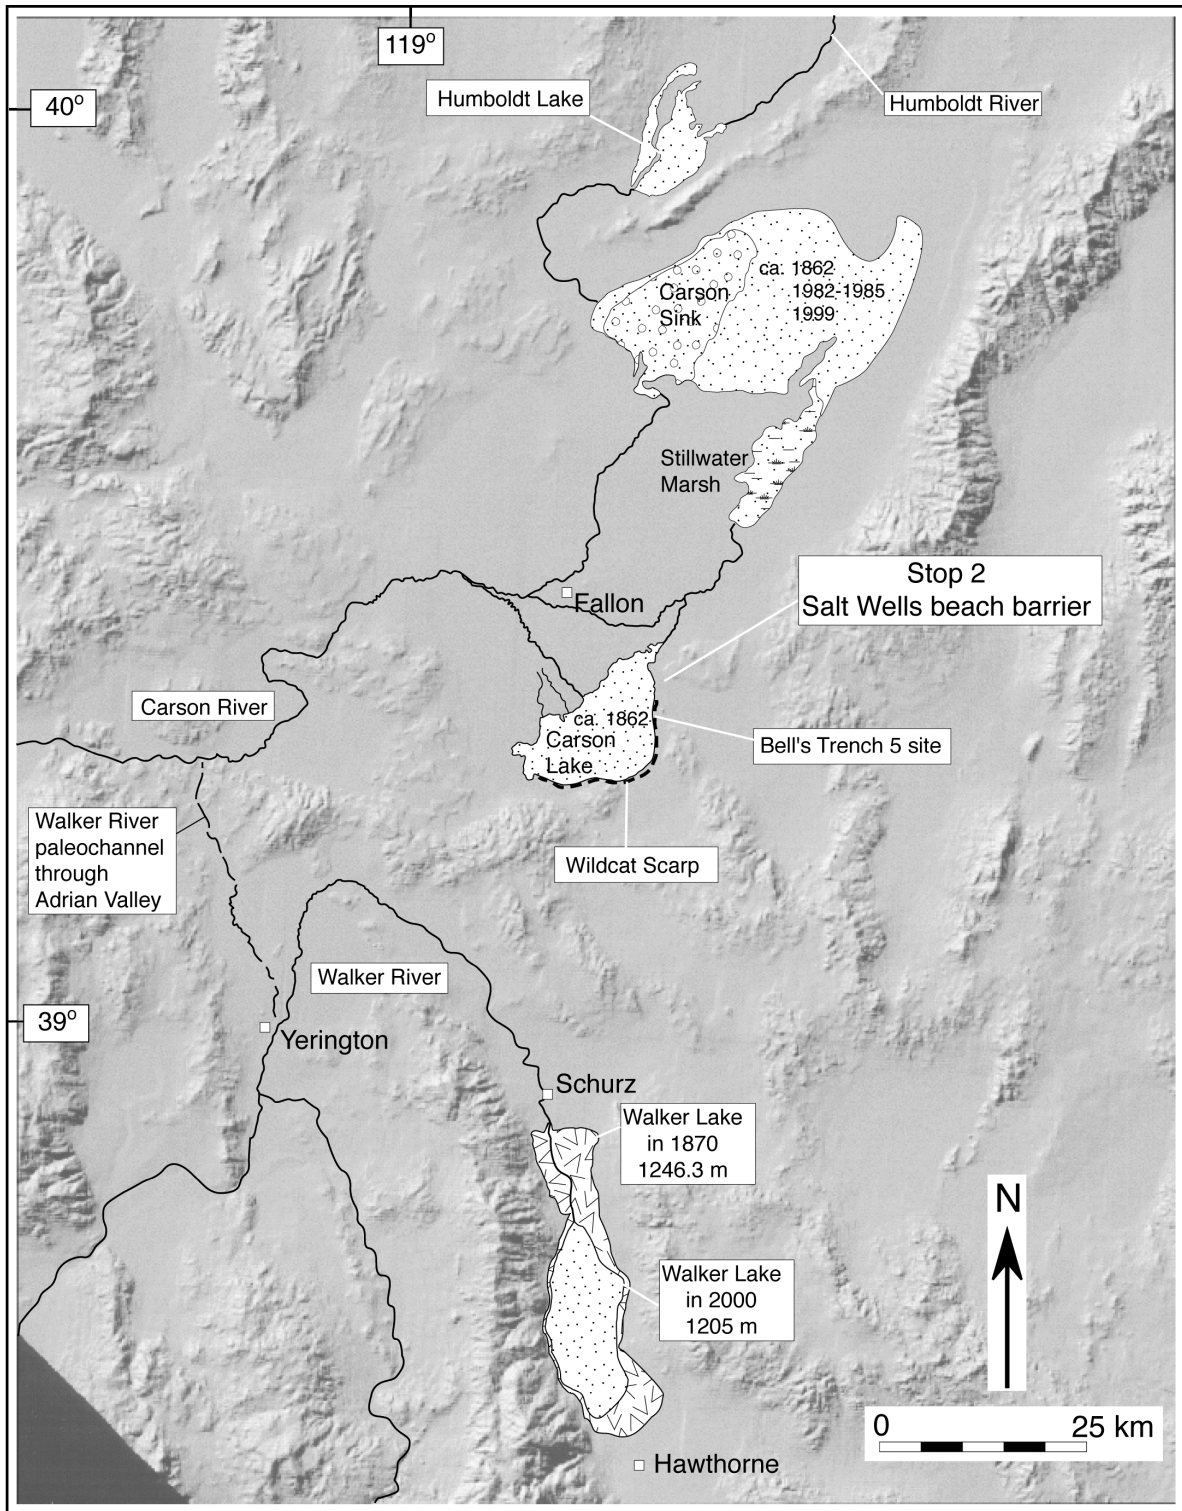 119°
40°
Humboldt Lake
Humboldt River
ca. 1862
1982-1985
1999
Carson
Sink
Stillwater
Marsh
Stop 2
Salt Wells beach barrier
Fallon
Carson River
ca. 1862
Carson
Lake
Bell's Trench 5 site
Walker River
paleochannel
through
Adrian Valley
Wildcat Scarp
Walker River
39°
Yerington
Schurz
Walker Lake
in 1870
1246.3 m
N
Walker Lake
in 2000
1205 m
0 25 km
Hawthorne